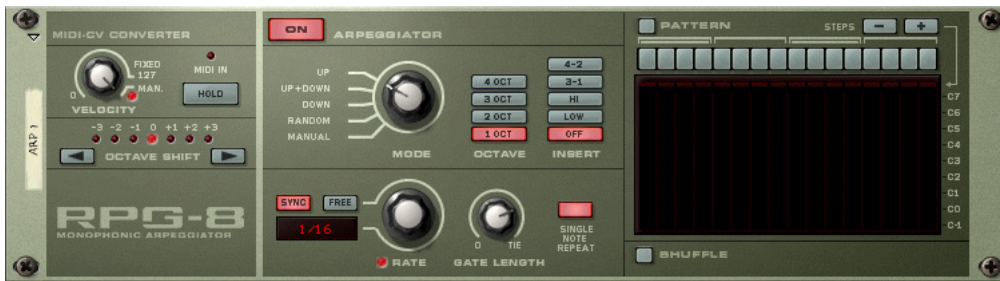 MIDI-CV CONVERTER
FIXED
127
MAN.
0
VELOCITY
MIDI IN
HOLD
-3 -2 -1 0 +1 +2 +3
OCTAVE SHIFT
ARP 1
RPG-8
MONOPHONIC ARPEGGIATOR
ON
ARPEGGIATOR
UP
UP+DOWN
DOWN
RANDOM
MANUAL
MODE
4 OCT
3 OCT
2 OCT
1 OCT
OCTAVE
4-2
3-1
HI
LOW
OFF
INSERT
SYNC
FREE
1/16
RATE
0
TIE
GATE LENGTH
SINGLE
NOTE
REPEAT
PATTERN
STEPS
-
+
C7
C6
C5
C4
C3
C2
C1
C0
C-1
SHUFFLE